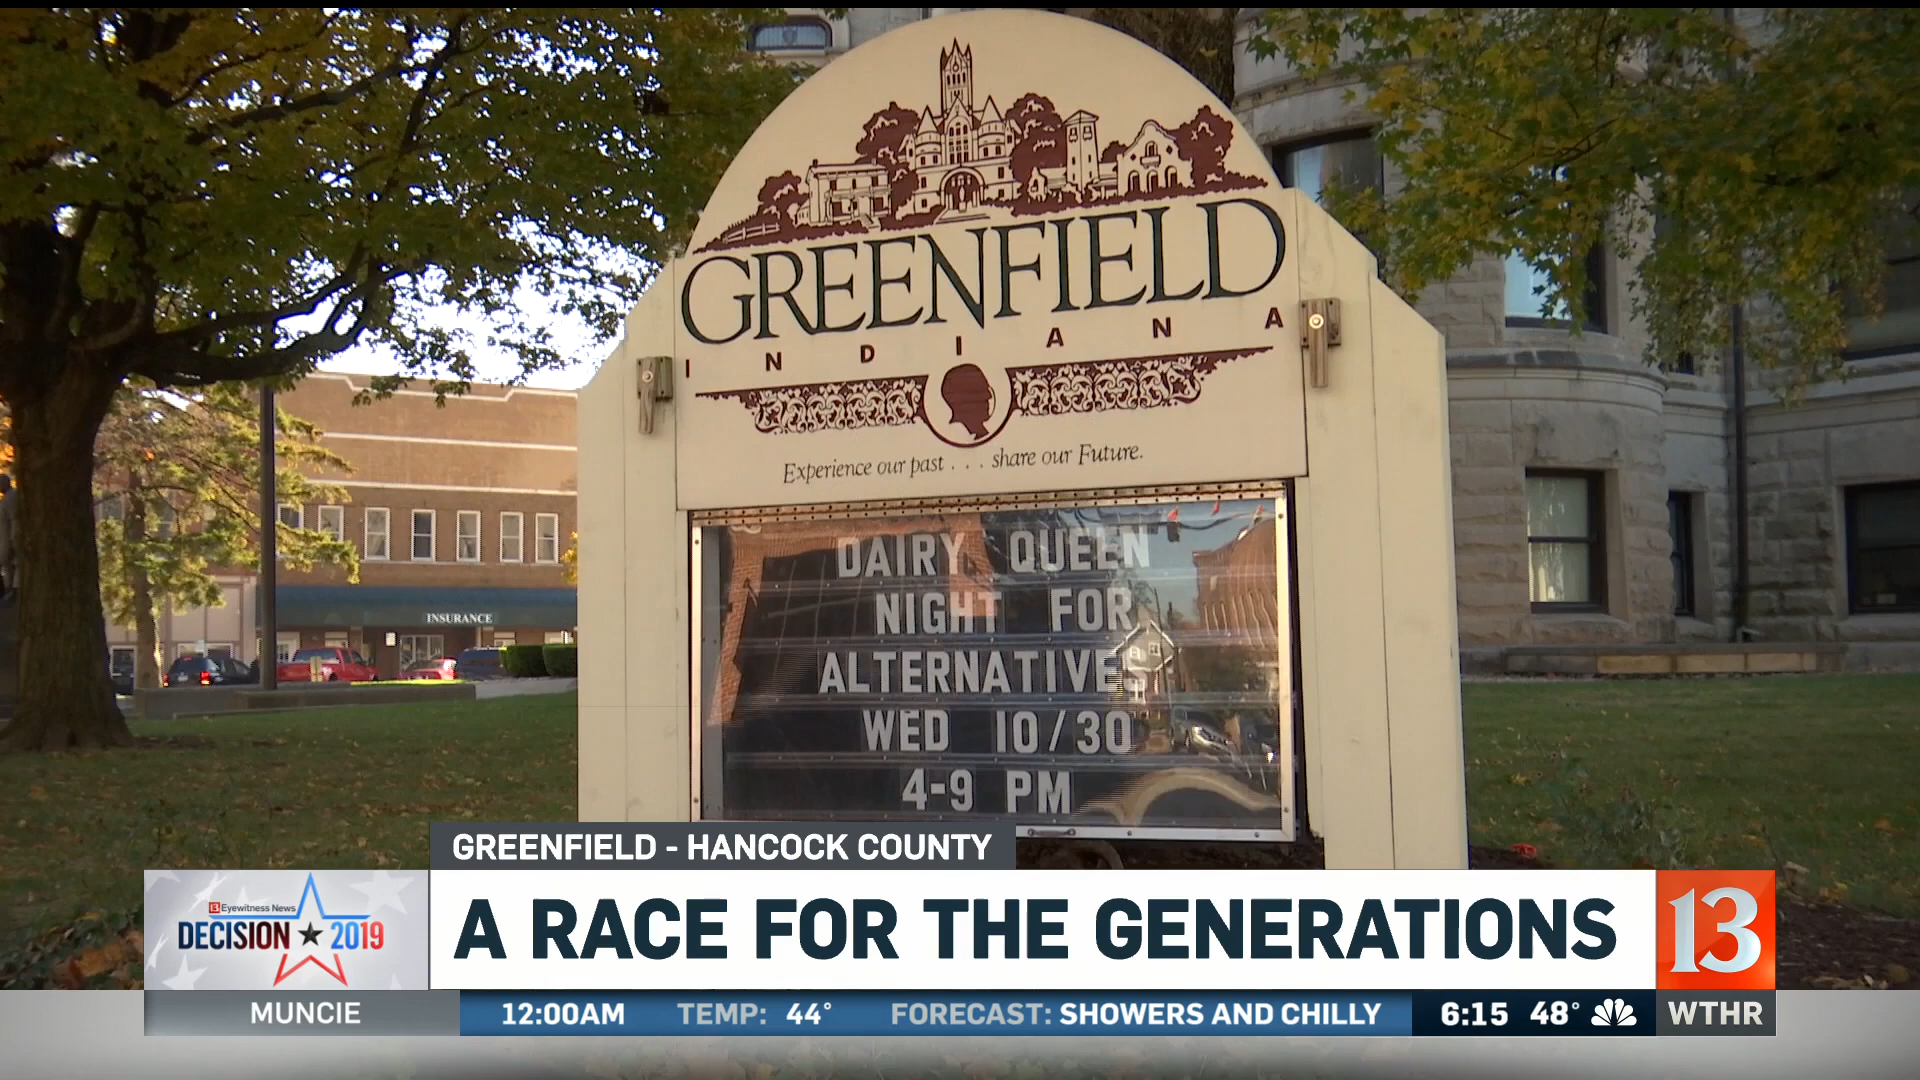 GREENFIELD
INDIANA
Experience our past . . . share our Future.
DAIRY QUEEN
NIGHT FOR
ALTERNATIVES
WED 10/30
4-9 PM
INSURANCE
GREENFIELD - HANCOCK COUNTY
13 Eyewitness News
DECISION 2019
A RACE FOR THE GENERATIONS
13
MUNCIE 12:00AM TEMP: 44° FORECAST: SHOWERS AND CHILLY 6:15 48° WTHR